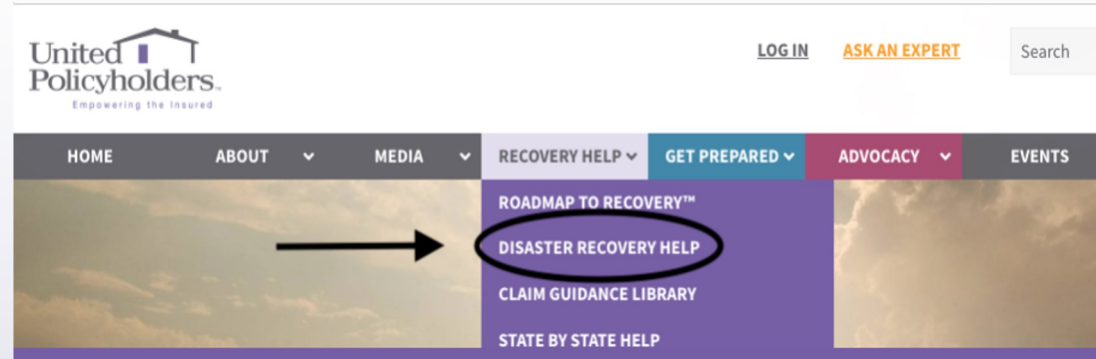 United
Policyholders™
Empowering the Insured
LOG IN
ASK AN EXPERT
Search
HOME
ABOUT
MEDIA
RECOVERY HELP
GET PREPARED
ADVOCACY
EVENTS
ROADMAP TO RECOVERY™
DISASTER RECOVERY HELP
CLAIM GUIDANCE LIBRARY
STATE BY STATE HELP